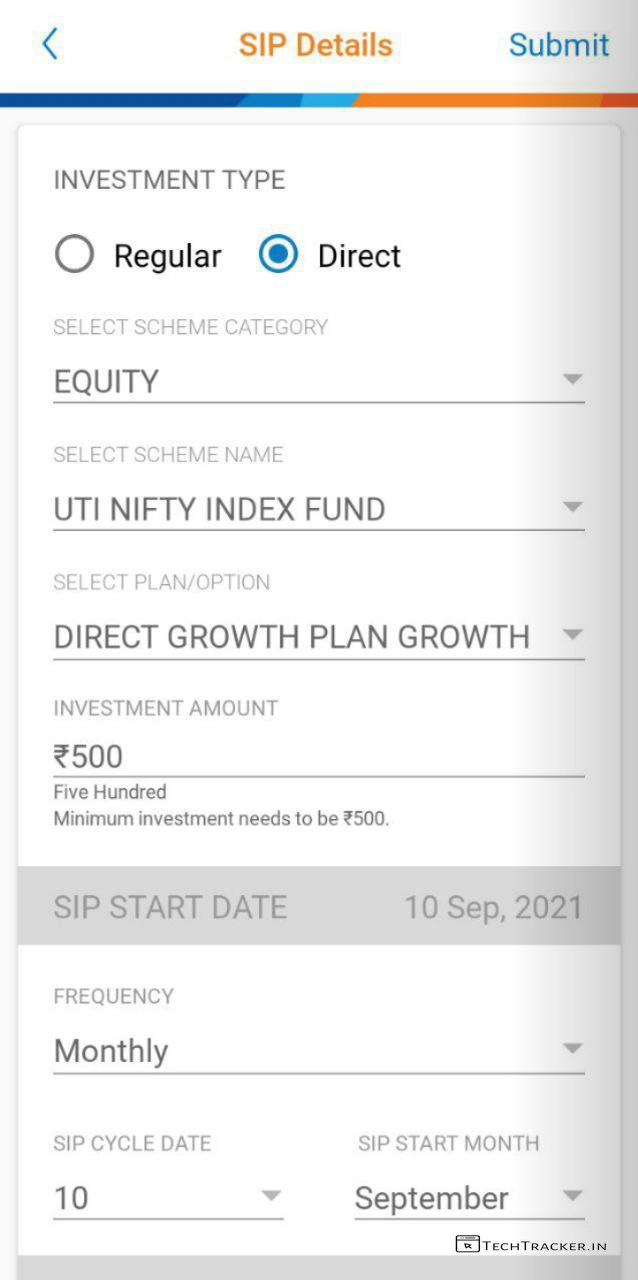 SIP Details Submit
INVESTMENT TYPE
Regular Direct
SELECT SCHEME CATEGORY
EQUITY
SELECT SCHEME NAME
UTI NIFTY INDEX FUND
SELECT PLAN/OPTION
DIRECT GROWTH PLAN GROWTH
INVESTMENT AMOUNT
₹500
Five Hundred
Minimum investment needs to be ₹500.
SIP START DATE 10 Sep, 2021
FREQUENCY
Monthly
SIP CYCLE DATE SIP START MONTH
10 September
TECHTRACKER.IN